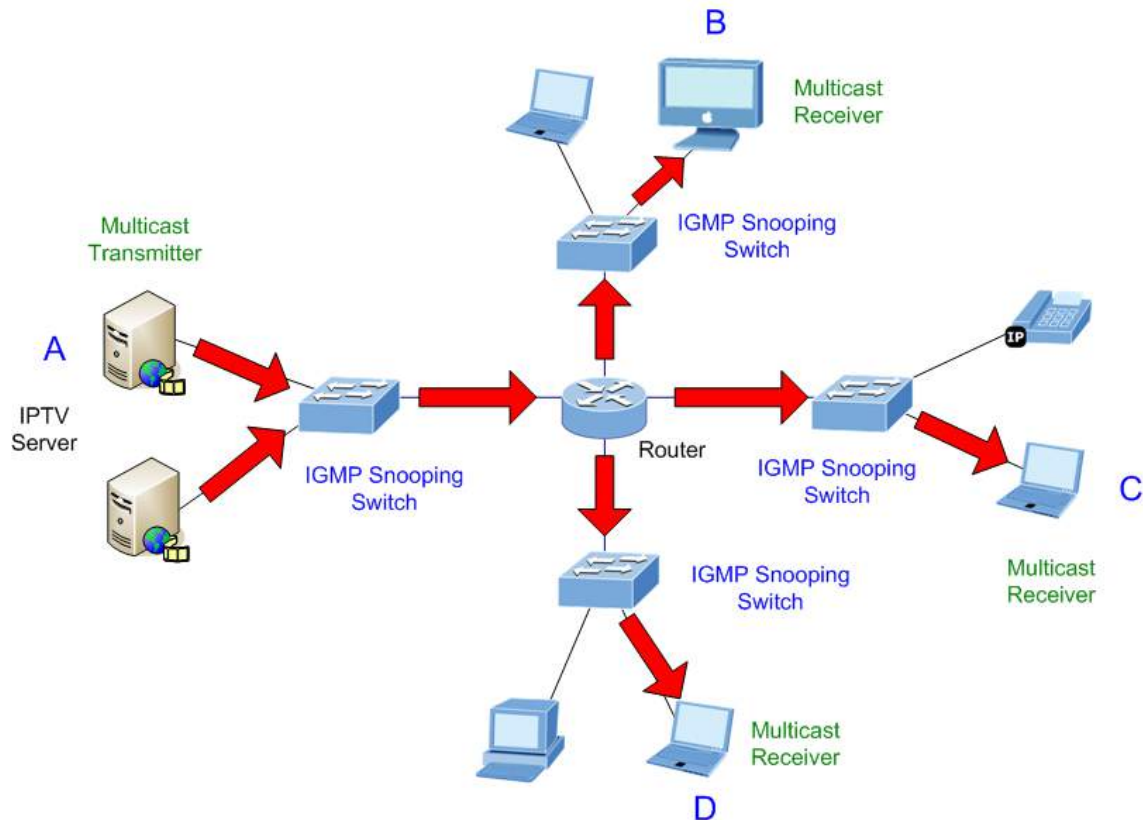 B
Multicast
Receiver
IGMP Snooping
Switch
Multicast
Transmitter
A
IPTV
Server
IGMP Snooping
Switch
Router
IP
IGMP Snooping
Switch
C
Multicast
Receiver
IGMP Snooping
Switch
Multicast
Receiver
D